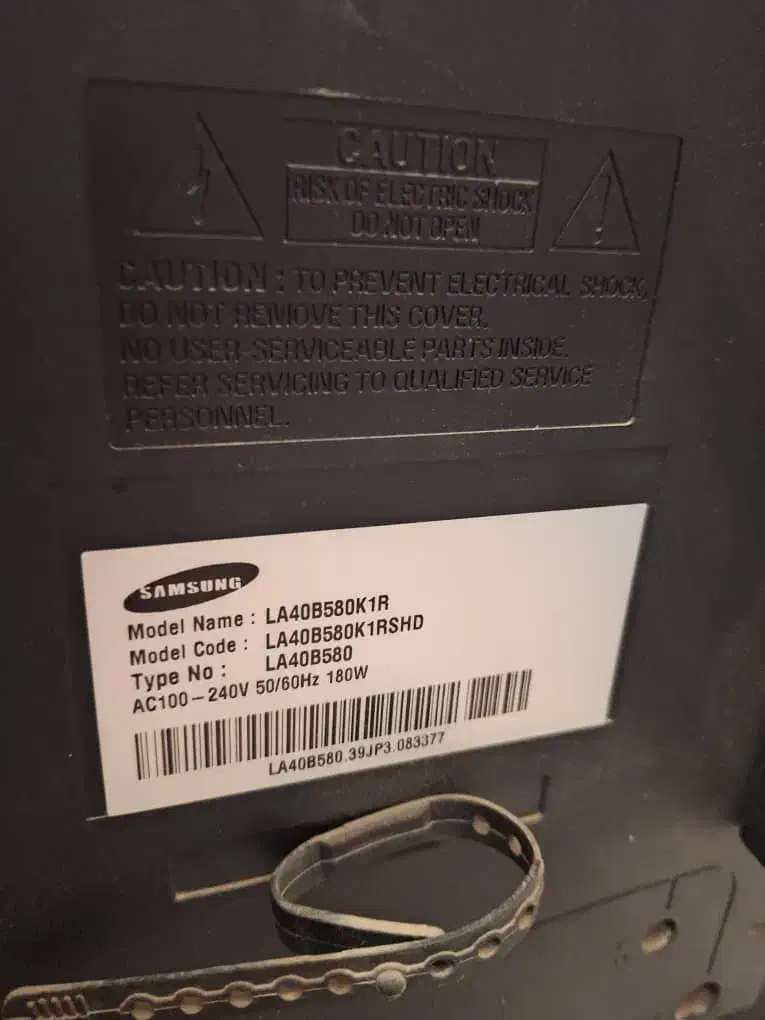 CAUTION
RISK OF ELECTRIC SHOCK
DO NOT OPEN
CAUTION : TO PREVENT ELECTRICAL SHOCK,
DO NOT REMOVE THIS COVER.
NO USER-SERVICEABLE PARTS INSIDE.
REFER SERVICING TO QUALIFIED SERVICE
PERSONNEL.
SAMSUNG
Model Name : LA40B580K1R
Model Code : LA40B580K1RSHD
Type No : LA40B580
AC100-240V 50/60Hz 180W
LA40B580.39JP3.083377